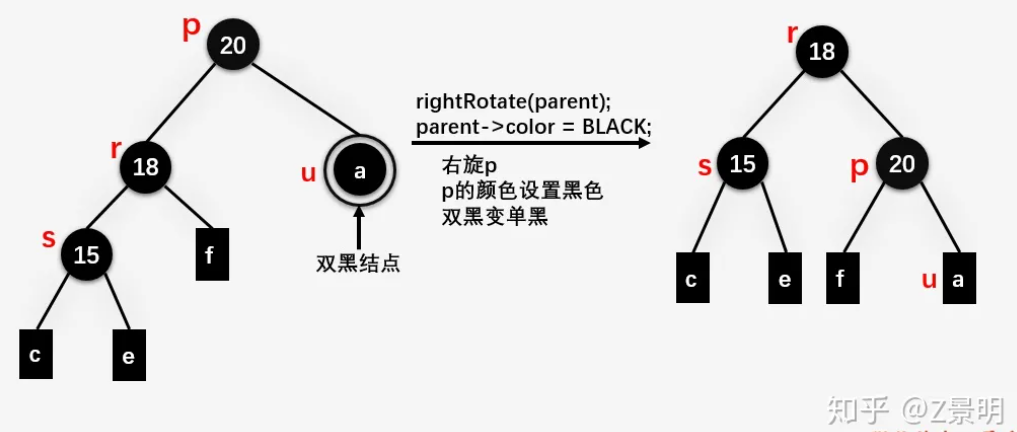 p
20
r
18
u
a
s
15
f
双黑结点
c
e
rightRotate(parent);
parent->color = BLACK;
右旋p
p的颜色设置黑色
双黑变单黑
r
18
s
15
p
20
c
e
f
u
a
知乎 @Z景明